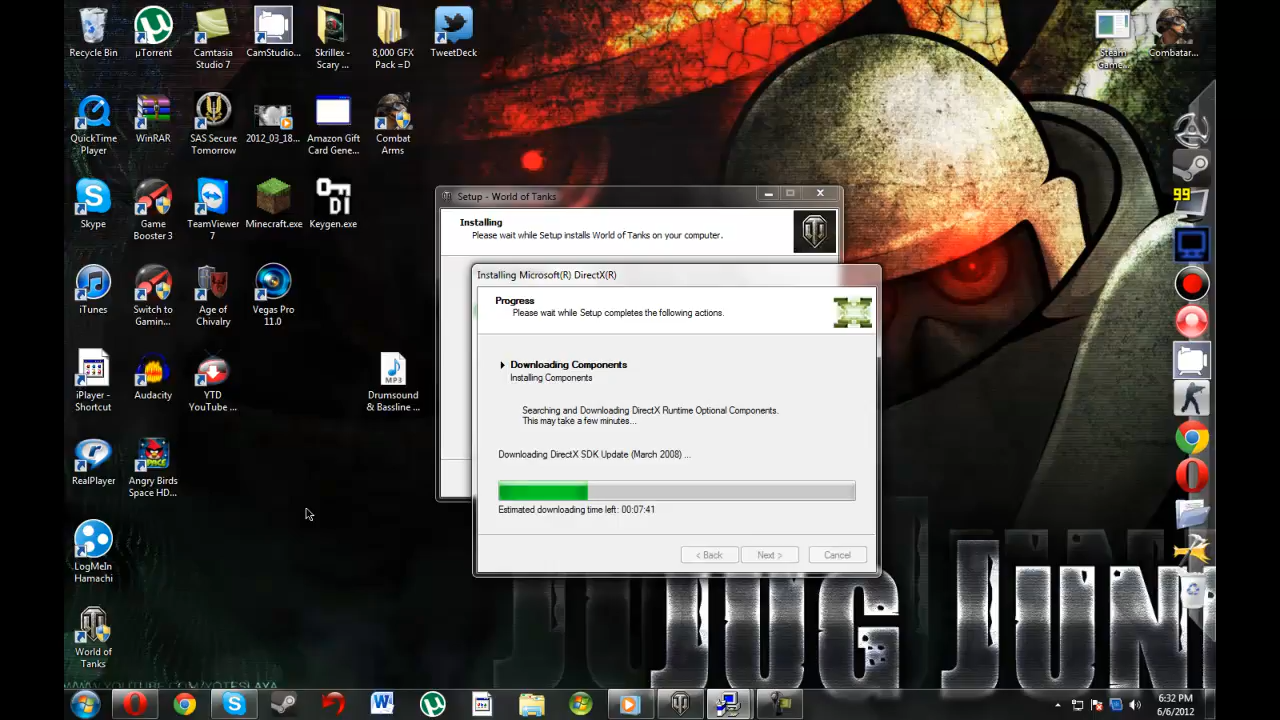 Recycle Bin
µTorrent
Camtasia
Studio 7
CamStudio...
Skrillex -
Scary ...
8,000 GFX
Pack =D
TweetDeck
Steam
Game...
Combatar...
QuickTime
Player
WinRAR
SAS Secure
Tomorrow
2012_03_18...
Amazon Gift
Card Gene...
Combat
Arms
Skype
Game
Booster 3
TeamViewer
7
Minecraft.exe
Keygen.exe
iTunes
Switch to
Gamin...
Age of
Chivalry
Vegas Pro
11.0
iPlayer -
Shortcut
Audacity
YTD
YouTube ...
MP3
Drumsound
& Bassline ...
RealPlayer
Angry Birds
Space HD...
LogMeIn
Hamachi
World of
Tanks
99
Setup - World of Tanks
Installing
Please wait while Setup installs World of Tanks on your computer.
Installing Microsoft(R) DirectX(R)
Progress
Please wait while Setup completes the following actions.
Downloading Components
Installing Components
Searching and Downloading DirectX Runtime Optional Components.
This may take a few minutes...
Downloading DirectX SDK Update (March 2008) ...
Estimated downloading time left: 00:07:41
< Back
Next >
Cancel
6:32 PM
6/6/2012